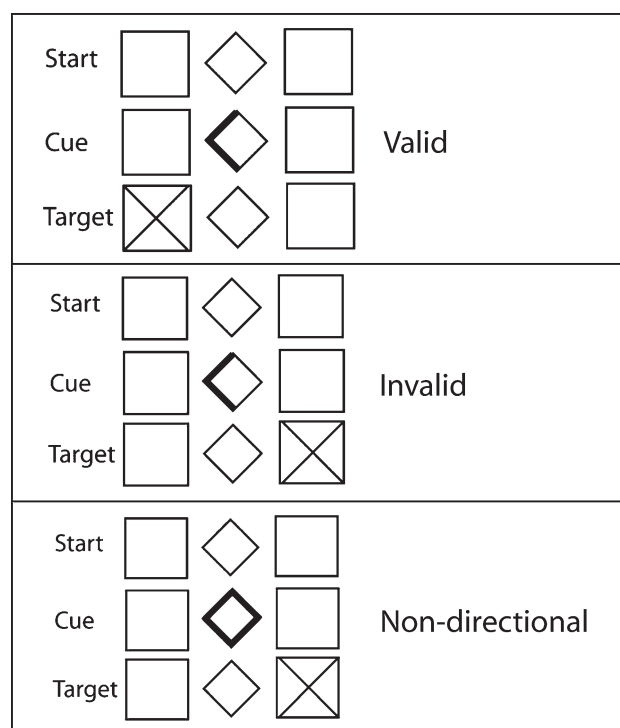 Start
Cue
Valid
Target
Start
Cue
Invalid
Target
Start
Cue
Non-directional
Target